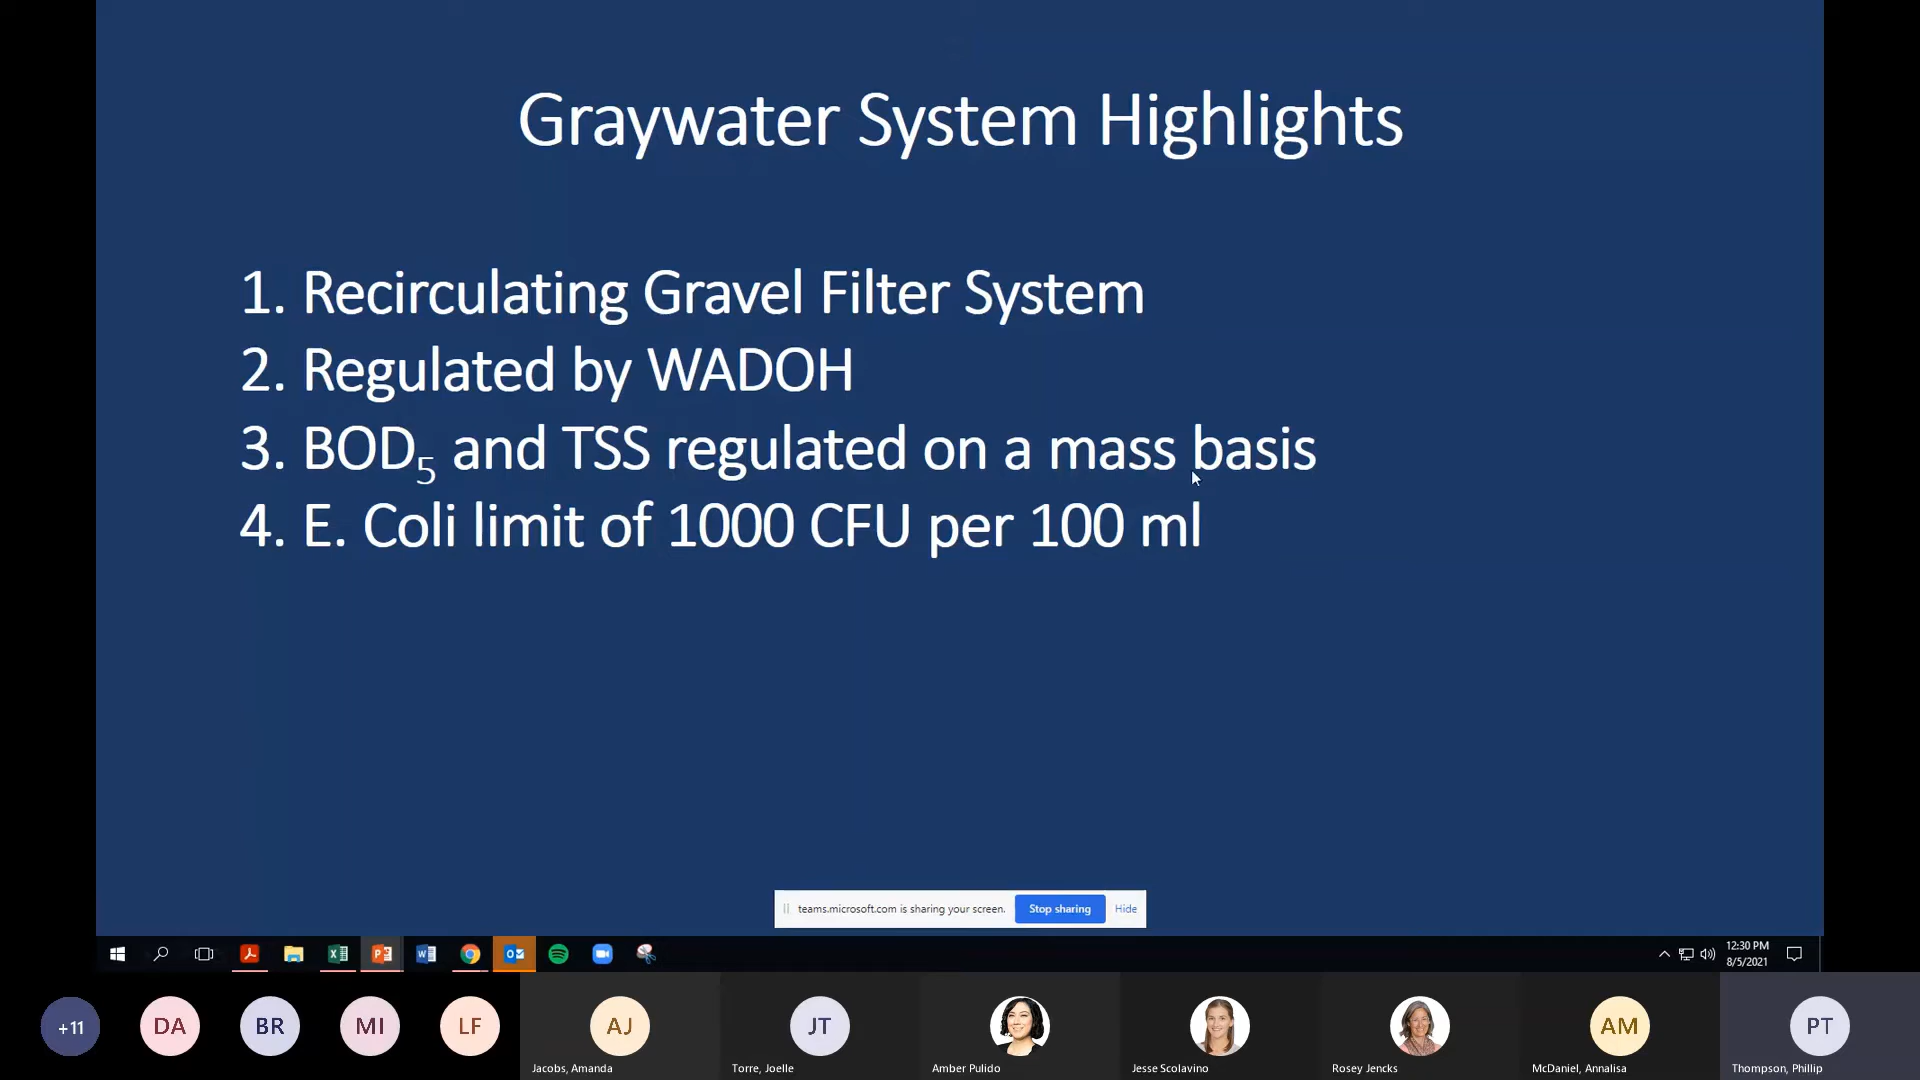 Graywater System Highlights
1. Recirculating Gravel Filter System
2. Regulated by WADOH
3. BOD₅ and TSS regulated on a mass basis
4. E. Coli limit of 1000 CFU per 100 ml
teams.microsoft.com is sharing your screen. Stop sharing Hide
12:30 PM
8/5/2021
+11 DA BR MI LF AJ JT AM PT
Jacobs, Amanda Torre, Joelle Amber Pulido Jesse Scolavino Rosey Jencks McDaniel, Annalisa Thompson, Phillip